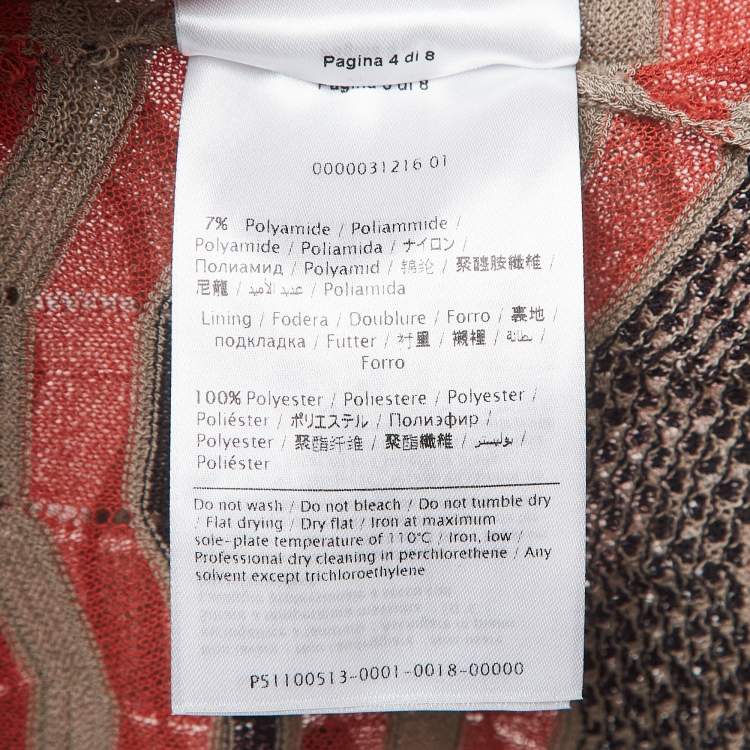 Pagina 4 di 8
0000031216 01
7% Polyamide / Poliammide /
Polyamide / Poliamida / ナイロン /
Полиамид / Polyamid / 锦纶 / 聚醯胺纖維 /
尼龍 / عديد الأميد / Poliamida
Lining / Fodera / Doublure / Forro / 裏地 /
подкладка / Futter / 衬里 / 襯裡 / بطانة /
Forro
100% Polyester / Poliestere / Polyester /
Poliéster / ポリエステル / Полиэфир /
Polyester / 聚酯纤维 / 聚酯纖維 / بوليستر /
Poliéster
Do not wash / Do not bleach / Do not tumble dry
/ Flat drying / Dry flat / Iron at maximum
sole-plate temperature of 110°C / Iron, low /
Professional dry cleaning in perchlorethene / Any
solvent except trichloroethylene
P51100513-0001-0018-00000